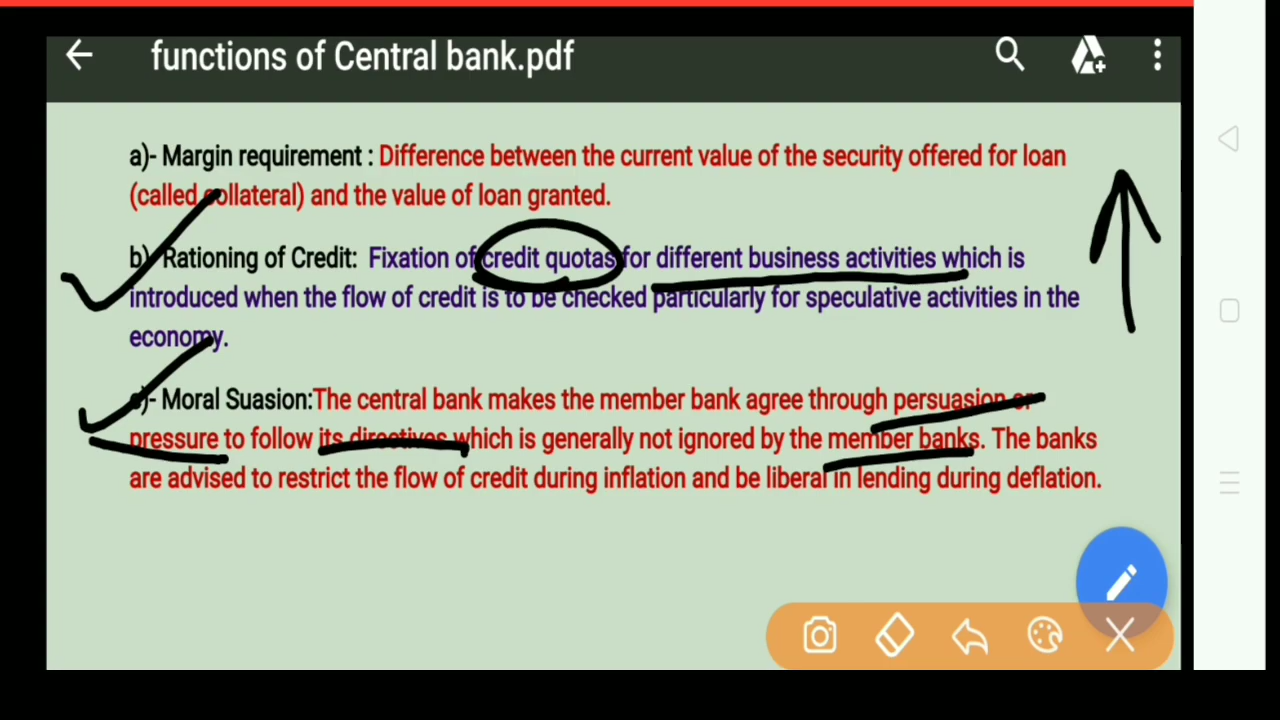 functions of Central bank.pdf
a)- Margin requirement : Difference between the current value of the security offered for loan
(called collateral) and the value of loan granted.
b)- Rationing of Credit: Fixation of credit quotas for different business activities which is
introduced when the flow of credit is to be checked particularly for speculative activities in the
economy.
c)- Moral Suasion:The central bank makes the member bank agree through persuasion or
pressure to follow its directives which is generally not ignored by the member banks. The banks
are advised to restrict the flow of credit during inflation and be liberal in lending during deflation.